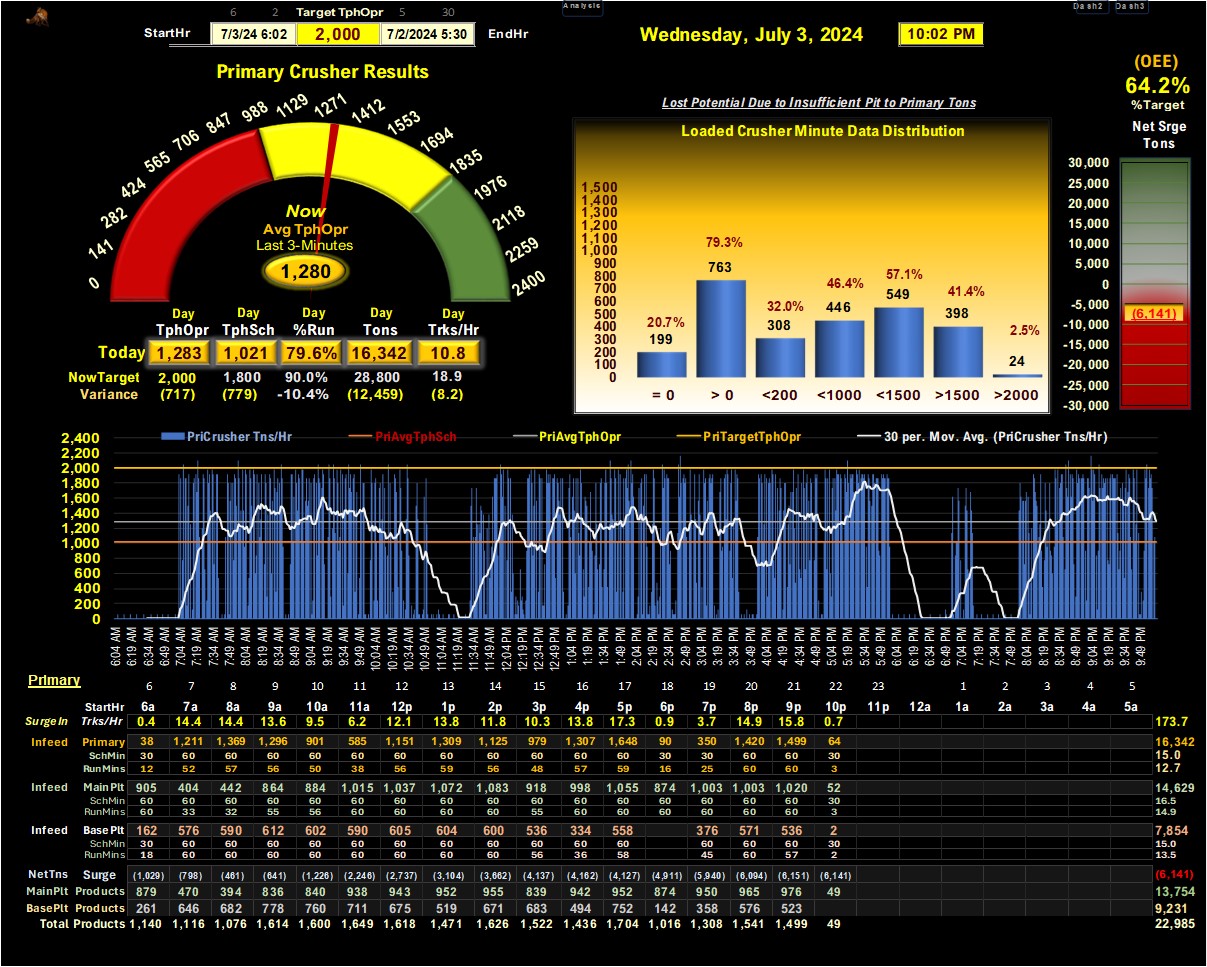 6 2 Target TphOpr 5 30
Analysis
Dash2 Dash3
StartHr 7/3/24 6:02 2,000 7/2/2024 5:30 EndHr
Wednesday, July 3, 2024
10:02 PM
(OEE)
64.2%
%Target
Net Srge
Tons
Primary Crusher Results
0 141 282 424 565 706 847 988 1129 1271 1412 1553 1694 1835 1976 2118 2259 2400
Now
Avg TphOpr
Last 3-Minutes
1,280
Day Day Day Day Day
TphOpr TphSch %Run Tons Trks/Hr
Today 1,283 1,021 79.6% 16,342 10.8
NowTarget 2,000 1,800 90.0% 28,800 18.9
Variance (717) (779) -10.4% (12,459) (8.2)
Lost Potential Due to Insufficient Pit to Primary Tons
Loaded Crusher Minute Data Distribution
1,500
1,400
1,300
1,200
1,100
1,000
900
800
700
600
500
400
300
200
100
0
20.7% 79.3% 32.0% 46.4% 57.1% 41.4% 2.5%
199 763 308 446 549 398 24
= 0 > 0 <200 <1000 <1500 >1500 >2000
30,000
25,000
20,000
15,000
10,000
5,000
0
-5,000
-10,000
-15,000
-20,000
-25,000
-30,000
(6,141)
PriCrusher Tns/Hr PriAvgTphSch PriAvgTphOpr PriTargetTphOpr 30 per. Mov. Avg. (PriCrusher Tns/Hr)
2,400
2,200
2,000
1,800
1,600
1,400
1,200
1,000
800
600
400
200
0
6:04 AM 6:19 AM 6:34 AM 6:49 AM 7:04 AM 7:19 AM 7:34 AM 7:49 AM 8:04 AM 8:19 AM 8:34 AM 8:49 AM 9:04 AM 9:19 AM 9:34 AM 9:49 AM 10:04 AM 10:19 AM 10:34 AM 10:49 AM 11:04 AM 11:19 AM 11:49 AM 12:04 PM 12:19 PM 12:34 PM 12:49 PM 1:04 PM 1:19 PM 1:34 PM 1:49 PM 2:04 PM 2:19 PM 2:34 PM 2:49 PM 3:04 PM 3:19 PM 3:34 PM 3:49 PM 4:04 PM 4:19 PM 4:34 PM 4:49 PM 5:04 PM 5:19 PM 5:34 PM 5:49 PM 6:04 PM 6:19 PM 6:34 PM 6:49 PM 7:04 PM 7:19 PM 7:34 PM 7:49 PM 8:04 PM 8:19 PM 8:34 PM 8:49 PM 9:04 PM 9:19 PM 9:34 PM 9:49 PM
Primary
6 7 8 9 10 11 12 13 14 15 16 17 18 19 20 21 22 23 1 2 3 4 5
StartHr 6a 7a 8a 9a 10a 11a 12p 1p 2p 3p 4p 5p 6p 7p 8p 9p 10p 11p 12a 1a 2a 3a 4a 5a
SurgeIn Trks/Hr 0.4 14.4 14.4 13.6 9.5 6.2 12.1 13.8 11.8 10.3 13.8 17.3 0.9 3.7 14.9 15.8 0.7 173.7
Infeed Primary 38 1,211 1,369 1,296 901 585 1,151 1,309 1,125 979 1,307 1,648 90 350 1,420 1,499 64 16,342
SchMin 30 60 60 60 60 60 60 60 60 60 60 60 30 30 60 60 30 15.0
RunMins 12 52 57 56 50 38 56 59 56 48 57 59 16 25 60 60 3 12.7
Infeed MainPlt 905 404 442 864 884 1,015 1,037 1,072 1,083 918 998 1,055 874 1,003 1,003 1,020 52 14,629
SchMin 60 60 60 60 60 60 60 60 60 60 60 60 60 60 60 60 30 16.5
RunMins 60 33 32 55 56 60 60 60 60 55 56 60 60 60 60 60 3 14.9
Infeed BasePlt 162 576 590 612 602 590 605 604 600 536 334 558 376 571 536 2 7,854
SchMin 30 60 60 60 60 60 60 60 60 60 60 60 60 60 60 30 15.0
RunMins 18 60 60 60 60 60 60 60 60 56 36 58 45 60 57 2 13.5
NetTns Surge (1,029) (798) (461) (641) (1,226) (2,246) (2,737) (3,104) (3,662) (4,137) (4,162) (4,127) (4,911) (5,940) (6,094) (6,151) (6,141) (6,141)
MainPlt Products 879 470 394 836 840 938 943 952 955 839 942 952 874 950 965 976 49 13,754
BasePlt Products 261 646 682 778 760 711 675 519 671 683 494 752 142 358 576 523 9,231
Total Products 1,140 1,116 1,076 1,614 1,600 1,649 1,618 1,471 1,626 1,522 1,436 1,704 1,016 1,308 1,541 1,499 49 22,985